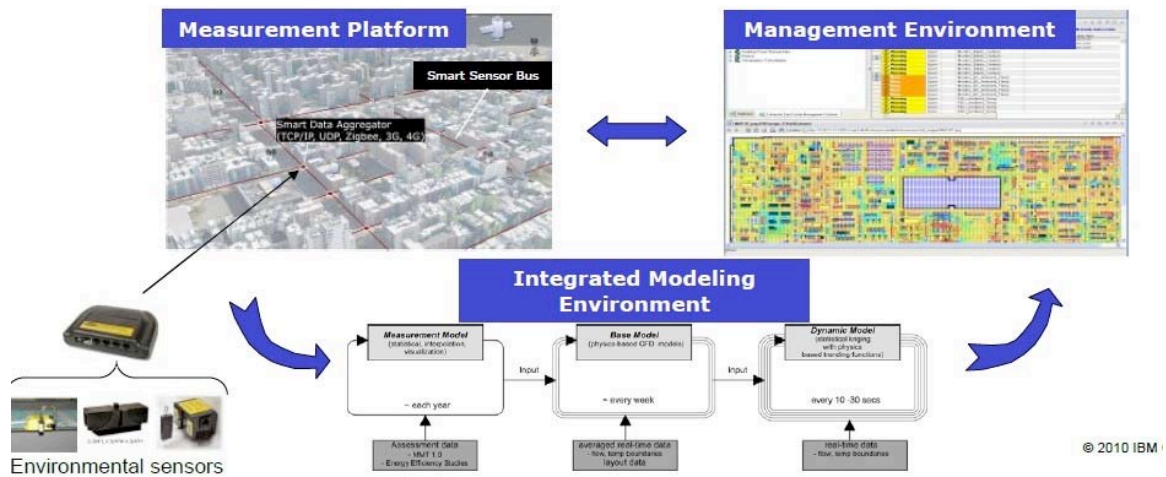 Measurement Platform
Management Environment
Smart Sensor Bus
Smart Data Aggregator
(TCP/IP, UDP, Zigbee, 3G, 4G)
Integrated Modeling
Environment
Measurement Model
(statistical, interpolation,
visualization)
~ each year
Input
Base Model
(physics-based CFD models)
~ every week
Input
Dynamic Model
(statistical kriging
with physics
based trending functions)
every 10 -30 secs
Assessment data
- MMT 1.0
- Energy Efficiency Studies
averaged real-time data
- flow, temp boundaries
layout data
real-time data
- flow, temp boundaries
Environmental sensors
© 2010 IBM